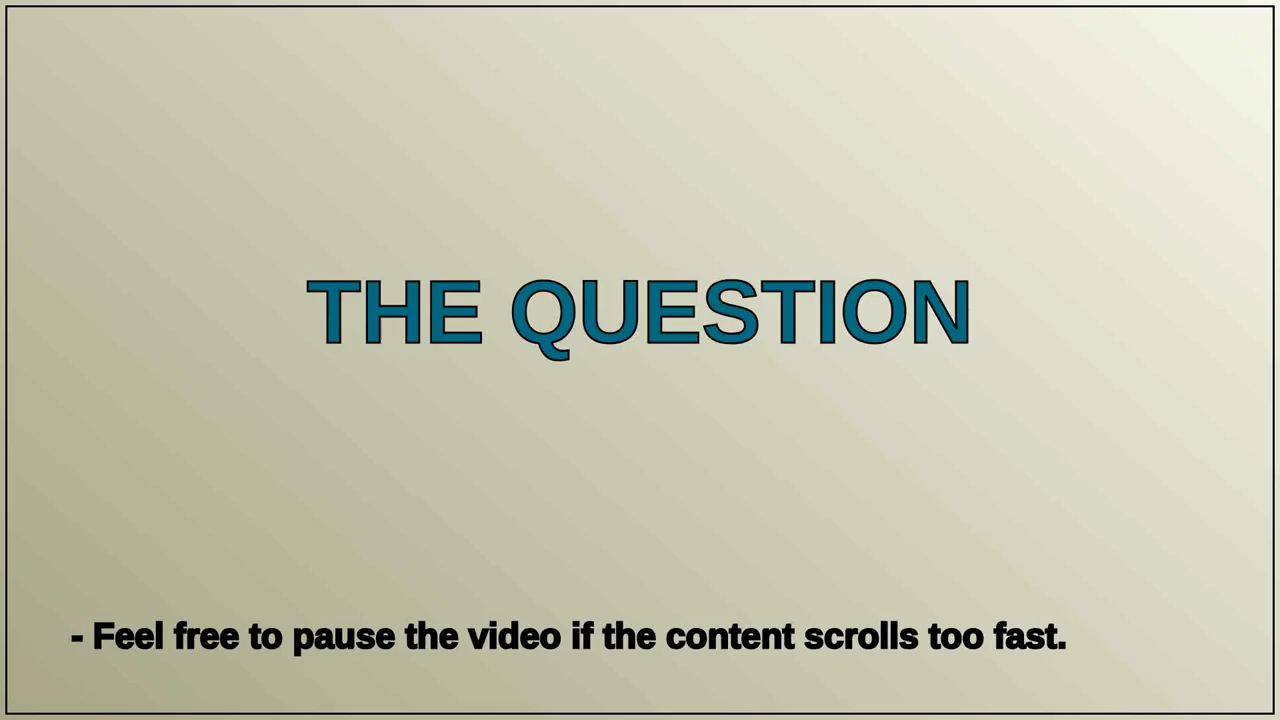 THE QUESTION
- Feel free to pause the video if the content scrolls too fast.